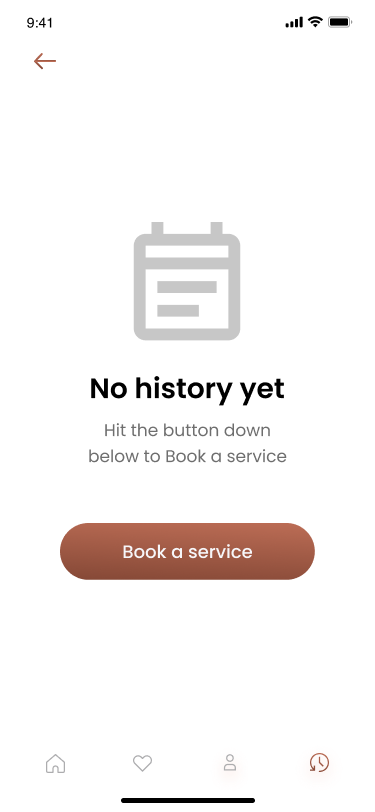 9:41
No history yet
Hit the button down
below to Book a service
Book a service